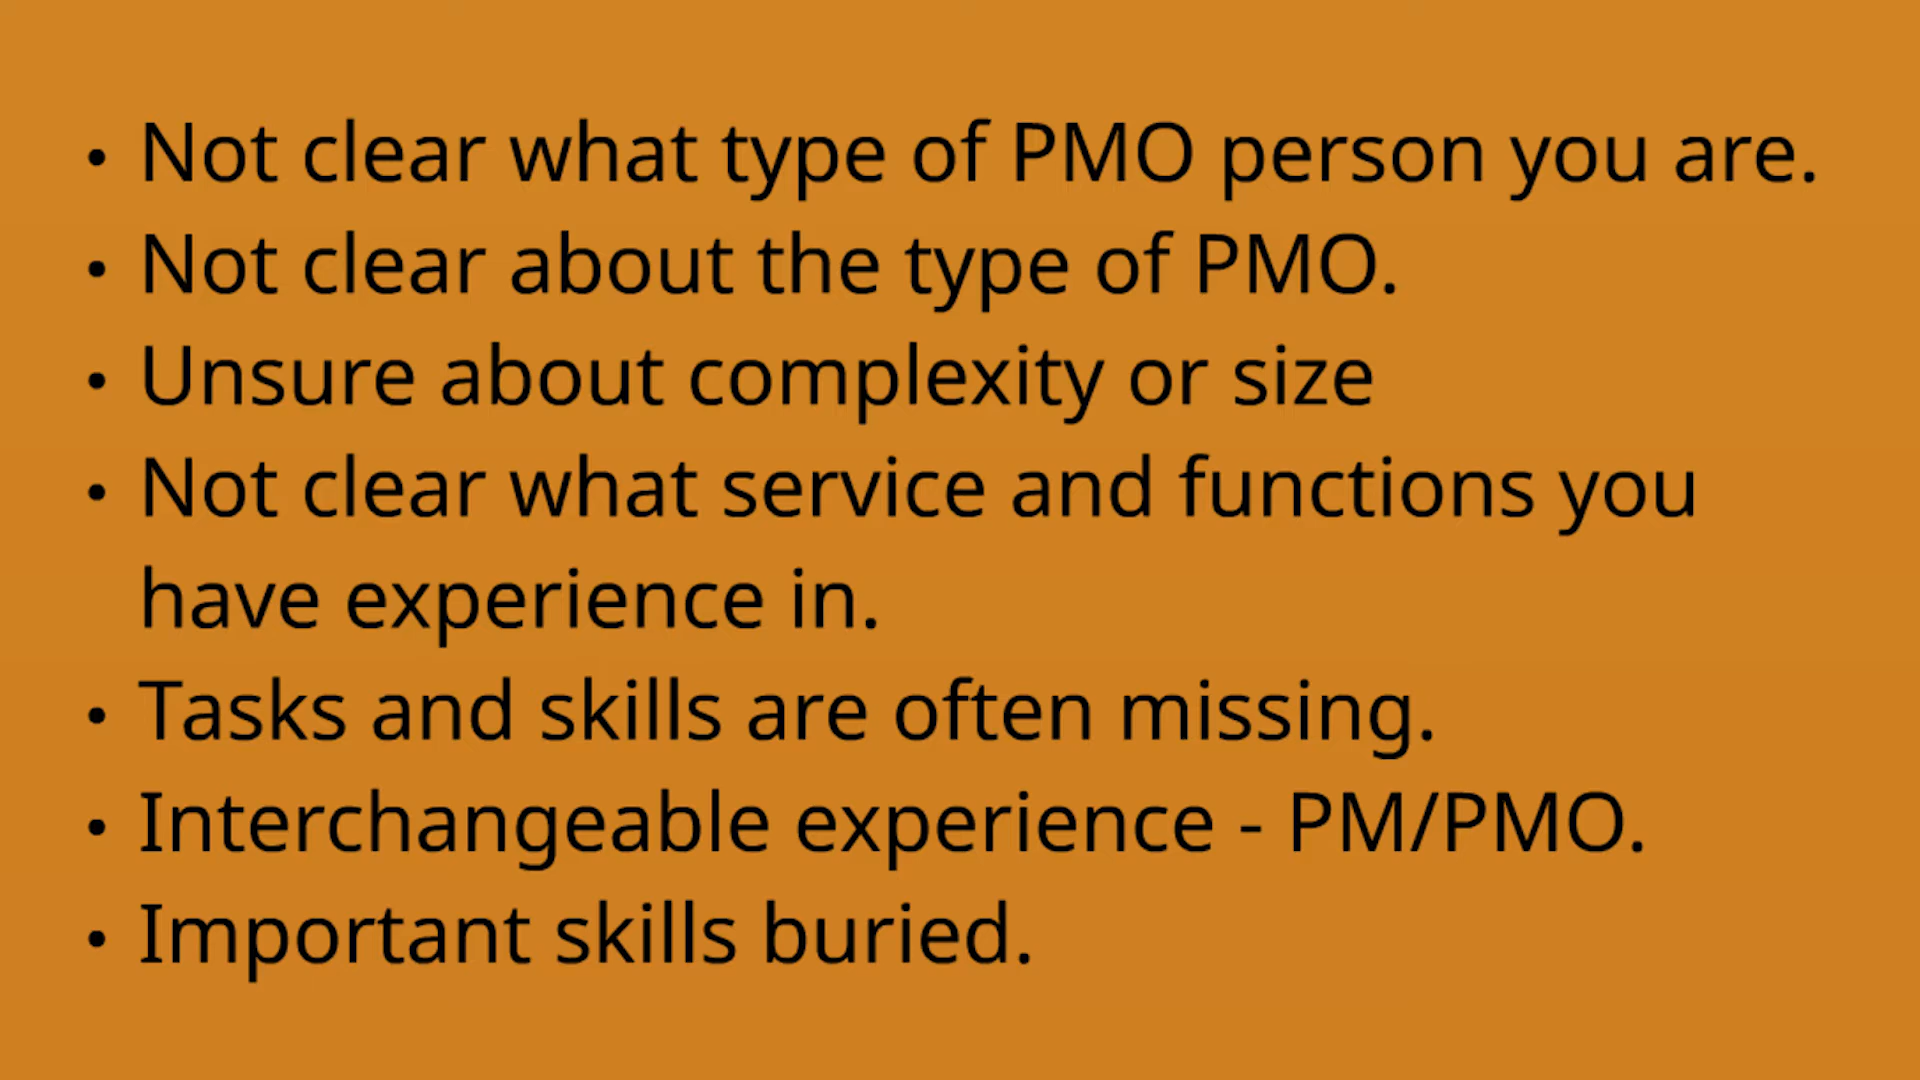 • Not clear what type of PMO person you are.
• Not clear about the type of PMO.
• Unsure about complexity or size
• Not clear what service and functions you
have experience in.
• Tasks and skills are often missing.
• Interchangeable experience - PM/PMO.
• Important skills buried.